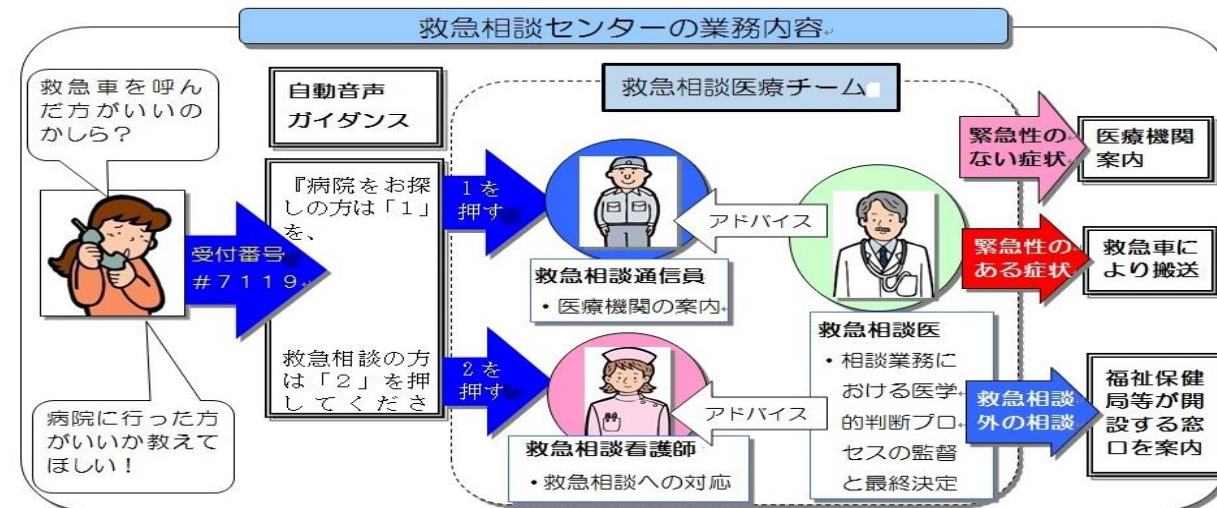 救急相談センターの業務内容
救急車を呼ん
だ方がいいの
かしら?
病院に行った方
がいいか教えて
ほしい!
受付番号
#7119
自動音声
ガイダンス
『病院をお探
しの方は「1」
を、
救急相談の方
は「2」を押
してくださ
1を
押す
2を
押す
救急相談医療チーム
救急相談通信員
・医療機関の案内
アドバイス
救急相談看護師
・救急相談への対応
アドバイス
救急相談医
・相談業務に
おける医学
的判断プロ
セスの監督
と最終決定
緊急性の
ない症状
医療機関
案内
緊急性の
ある症状
救急車に
より搬送
救急相談
外の相談
福祉保健
局等が開
設する窓
口を案内